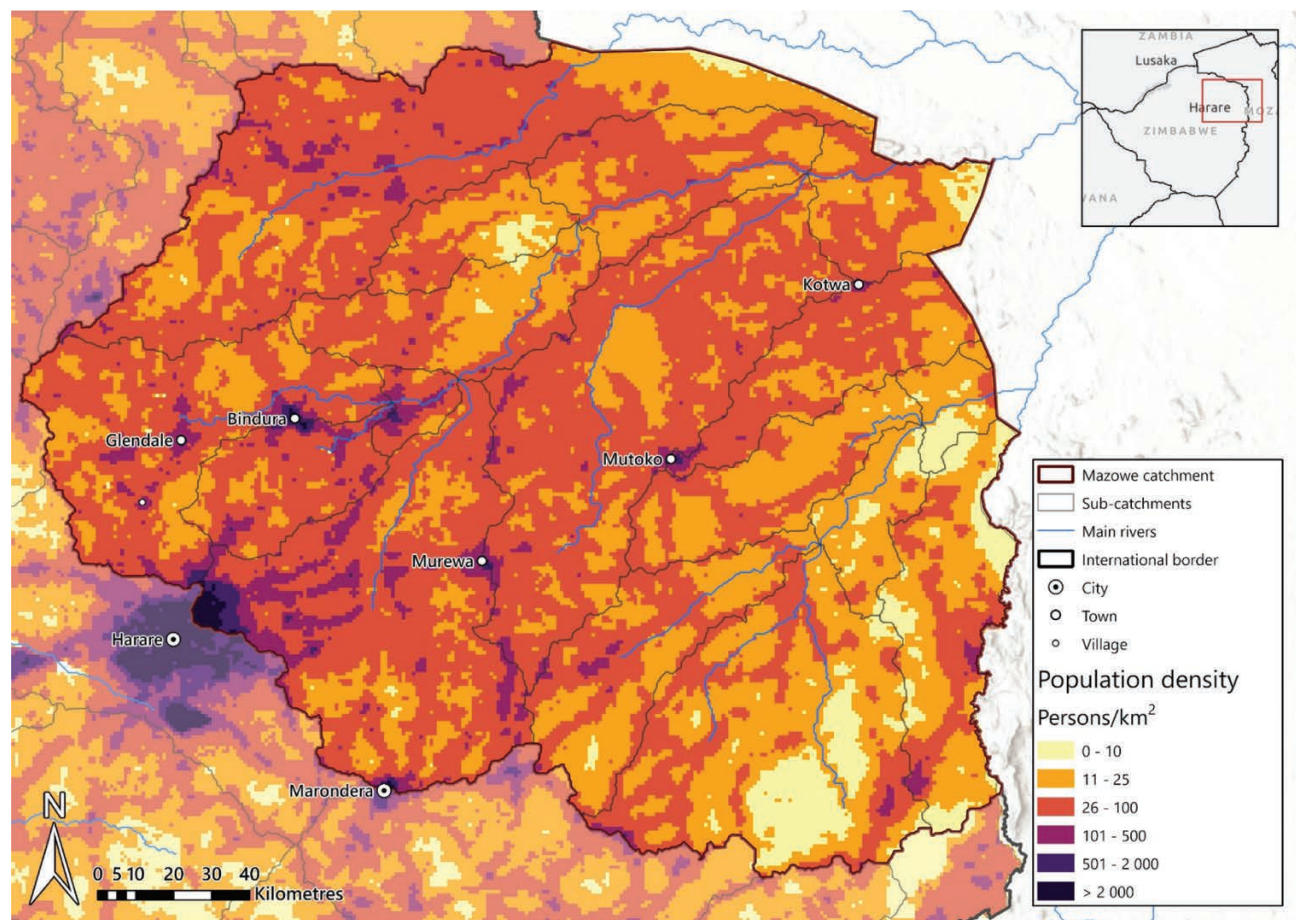 ZAMBIA
Lusaka
Harare
MOZA
ZIMBABWE
WANA
Kotwa
Bindura
Glendale
Mutoko
Murewa
Harare
Marondera
N
0 5 10 20 30 40
Kilometres
Mazowe catchment
Sub-catchments
Main rivers
International border
City
Town
Village
Population density
Persons/km²
0 - 10
11 - 25
26 - 100
101 - 500
501 - 2 000
> 2 000